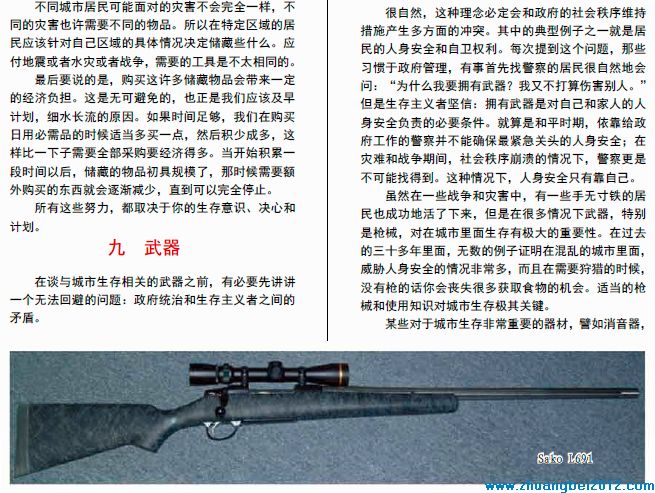 不同城市居民可能面对的灾害不会完全一样，不
同的灾害也许需要不同的物品。所以在特定区域的居
民应该针对自己区域的具体情况决定储藏些什么。应
付地震或者水灾或者战争，需要的工具是不太相同的。
最后要说的是，购买这许多储藏物品会带来一定
的经济负担。这是无可避免的，也正是我们应该及早
计划，细水长流的原因。如果时间足够，我们在购买
日用必需品的时候适当多买一点，然后积少成多，这
样比一下子需要全部采购要经济得多。当开始积累一
段时间以后，储藏的物品初具规模了，那时候需要额
外购买的东西就会逐渐减少，直到可以完全停止。
所有这些努力，都取决于你的生存意识、决心和
计划。
九 武器
在谈与城市生存相关的武器之前，有必要先讲讲
一个无法回避的问题：政府统治和生存主义者之间的
矛盾。
很自然，这种理念必定会和政府的社会秩序维持
措施产生多方面的冲突。其中的典型例子之一就是居
民的人身安全和自卫权利。每次提到这个问题，那些
习惯于政府管理，有事首先找警察的居民很自然地会
问：“为什么我要拥有武器？我又不打算伤害别人。”
但是生存主义者坚信：拥有武器是对自己和家人的人
身安全负责的必要条件。就算是和平时期，依靠给政
府工作的警察并不能确保最紧急关头的人身安全；在
灾难和战争期间，社会秩序崩溃的情况下，警察更是
不可能找得到。这种情况下，人身安全只有靠自己。
虽然在一些战争和灾害中，有一些手无寸铁的居
民也成功地活了下来，但是在很多情况下武器，特别
是枪械，对在城市里面生存有极大的重要性。在过去
的三十多年里面，无数的例子证明在混乱的城市里面，
威胁人身安全的情况非常多，而且在需要狩猎的时候，
没有枪的话你会丧失很多获取食物的机会。适当的枪
械和使用知识对城市生存极其关键。
某些对于城市生存非常重要的器材，譬如消音器，
Sako L691
www.zhuangbei2012.com